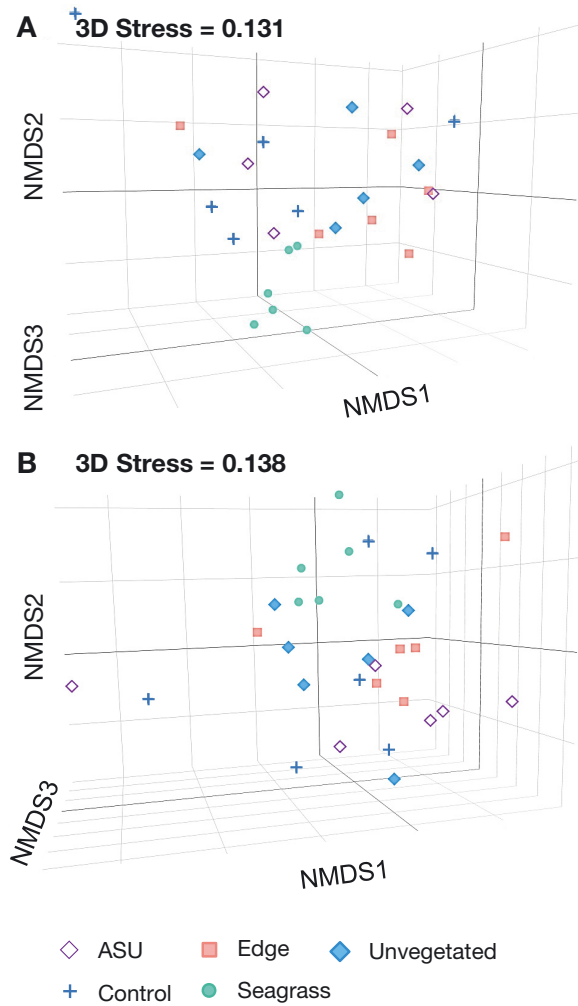 A 3D Stress = 0.131
NMDS2
NMDS3
NMDS1
B 3D Stress = 0.138
NMDS2
NMDS3
NMDS1
ASU Edge Unvegetated
Control Seagrass